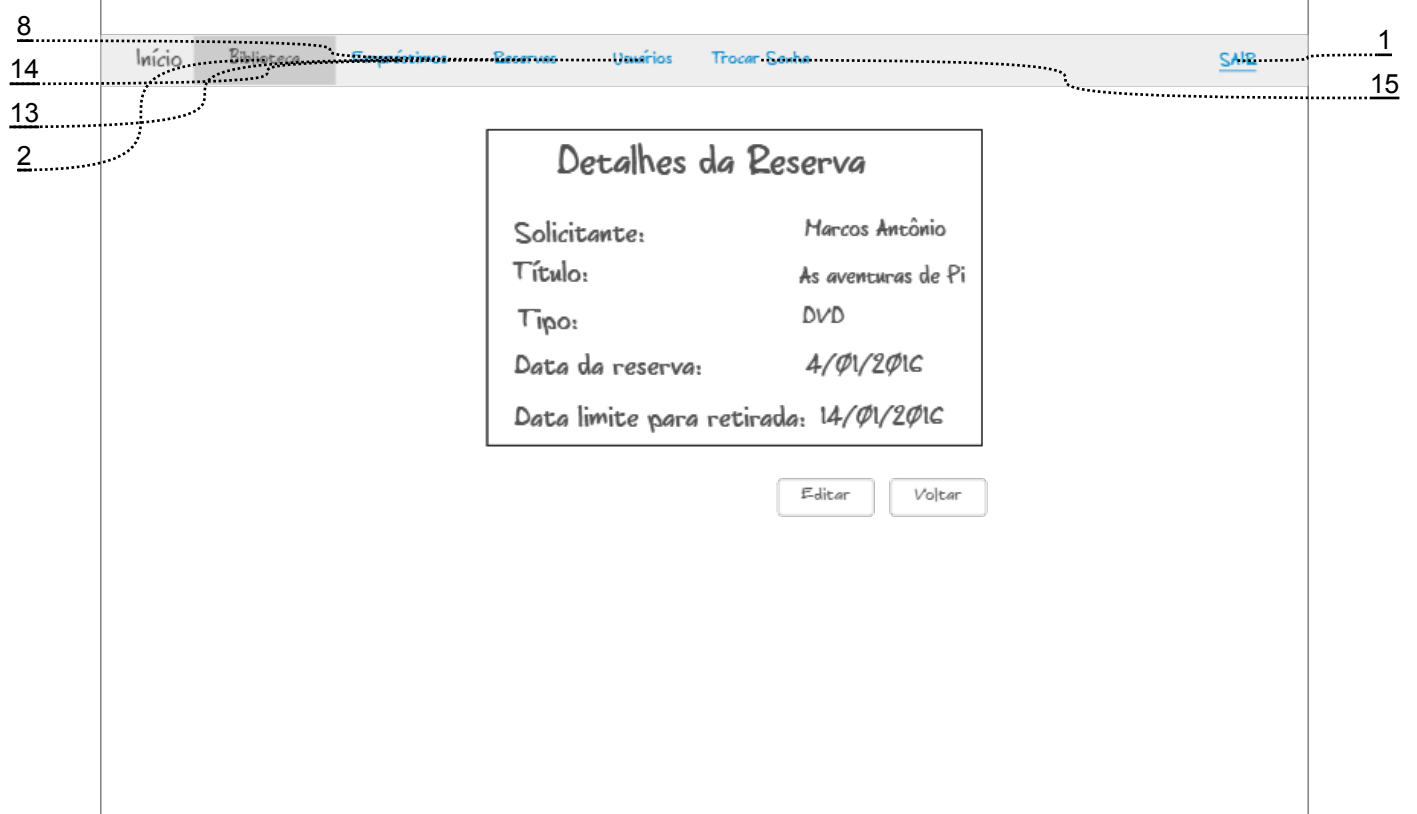 8
1
Início Biblioteca Empréstimos Reservas Usuários Trocar Senha SAIR
14
15
13
2
Detalhes da Reserva
Solicitante: Marcos Antônio
Título: As aventuras de Pi
Tipo: DVD
Data da reserva: 4/01/2016
Data limite para retirada: 14/01/2016
Editar Voltar